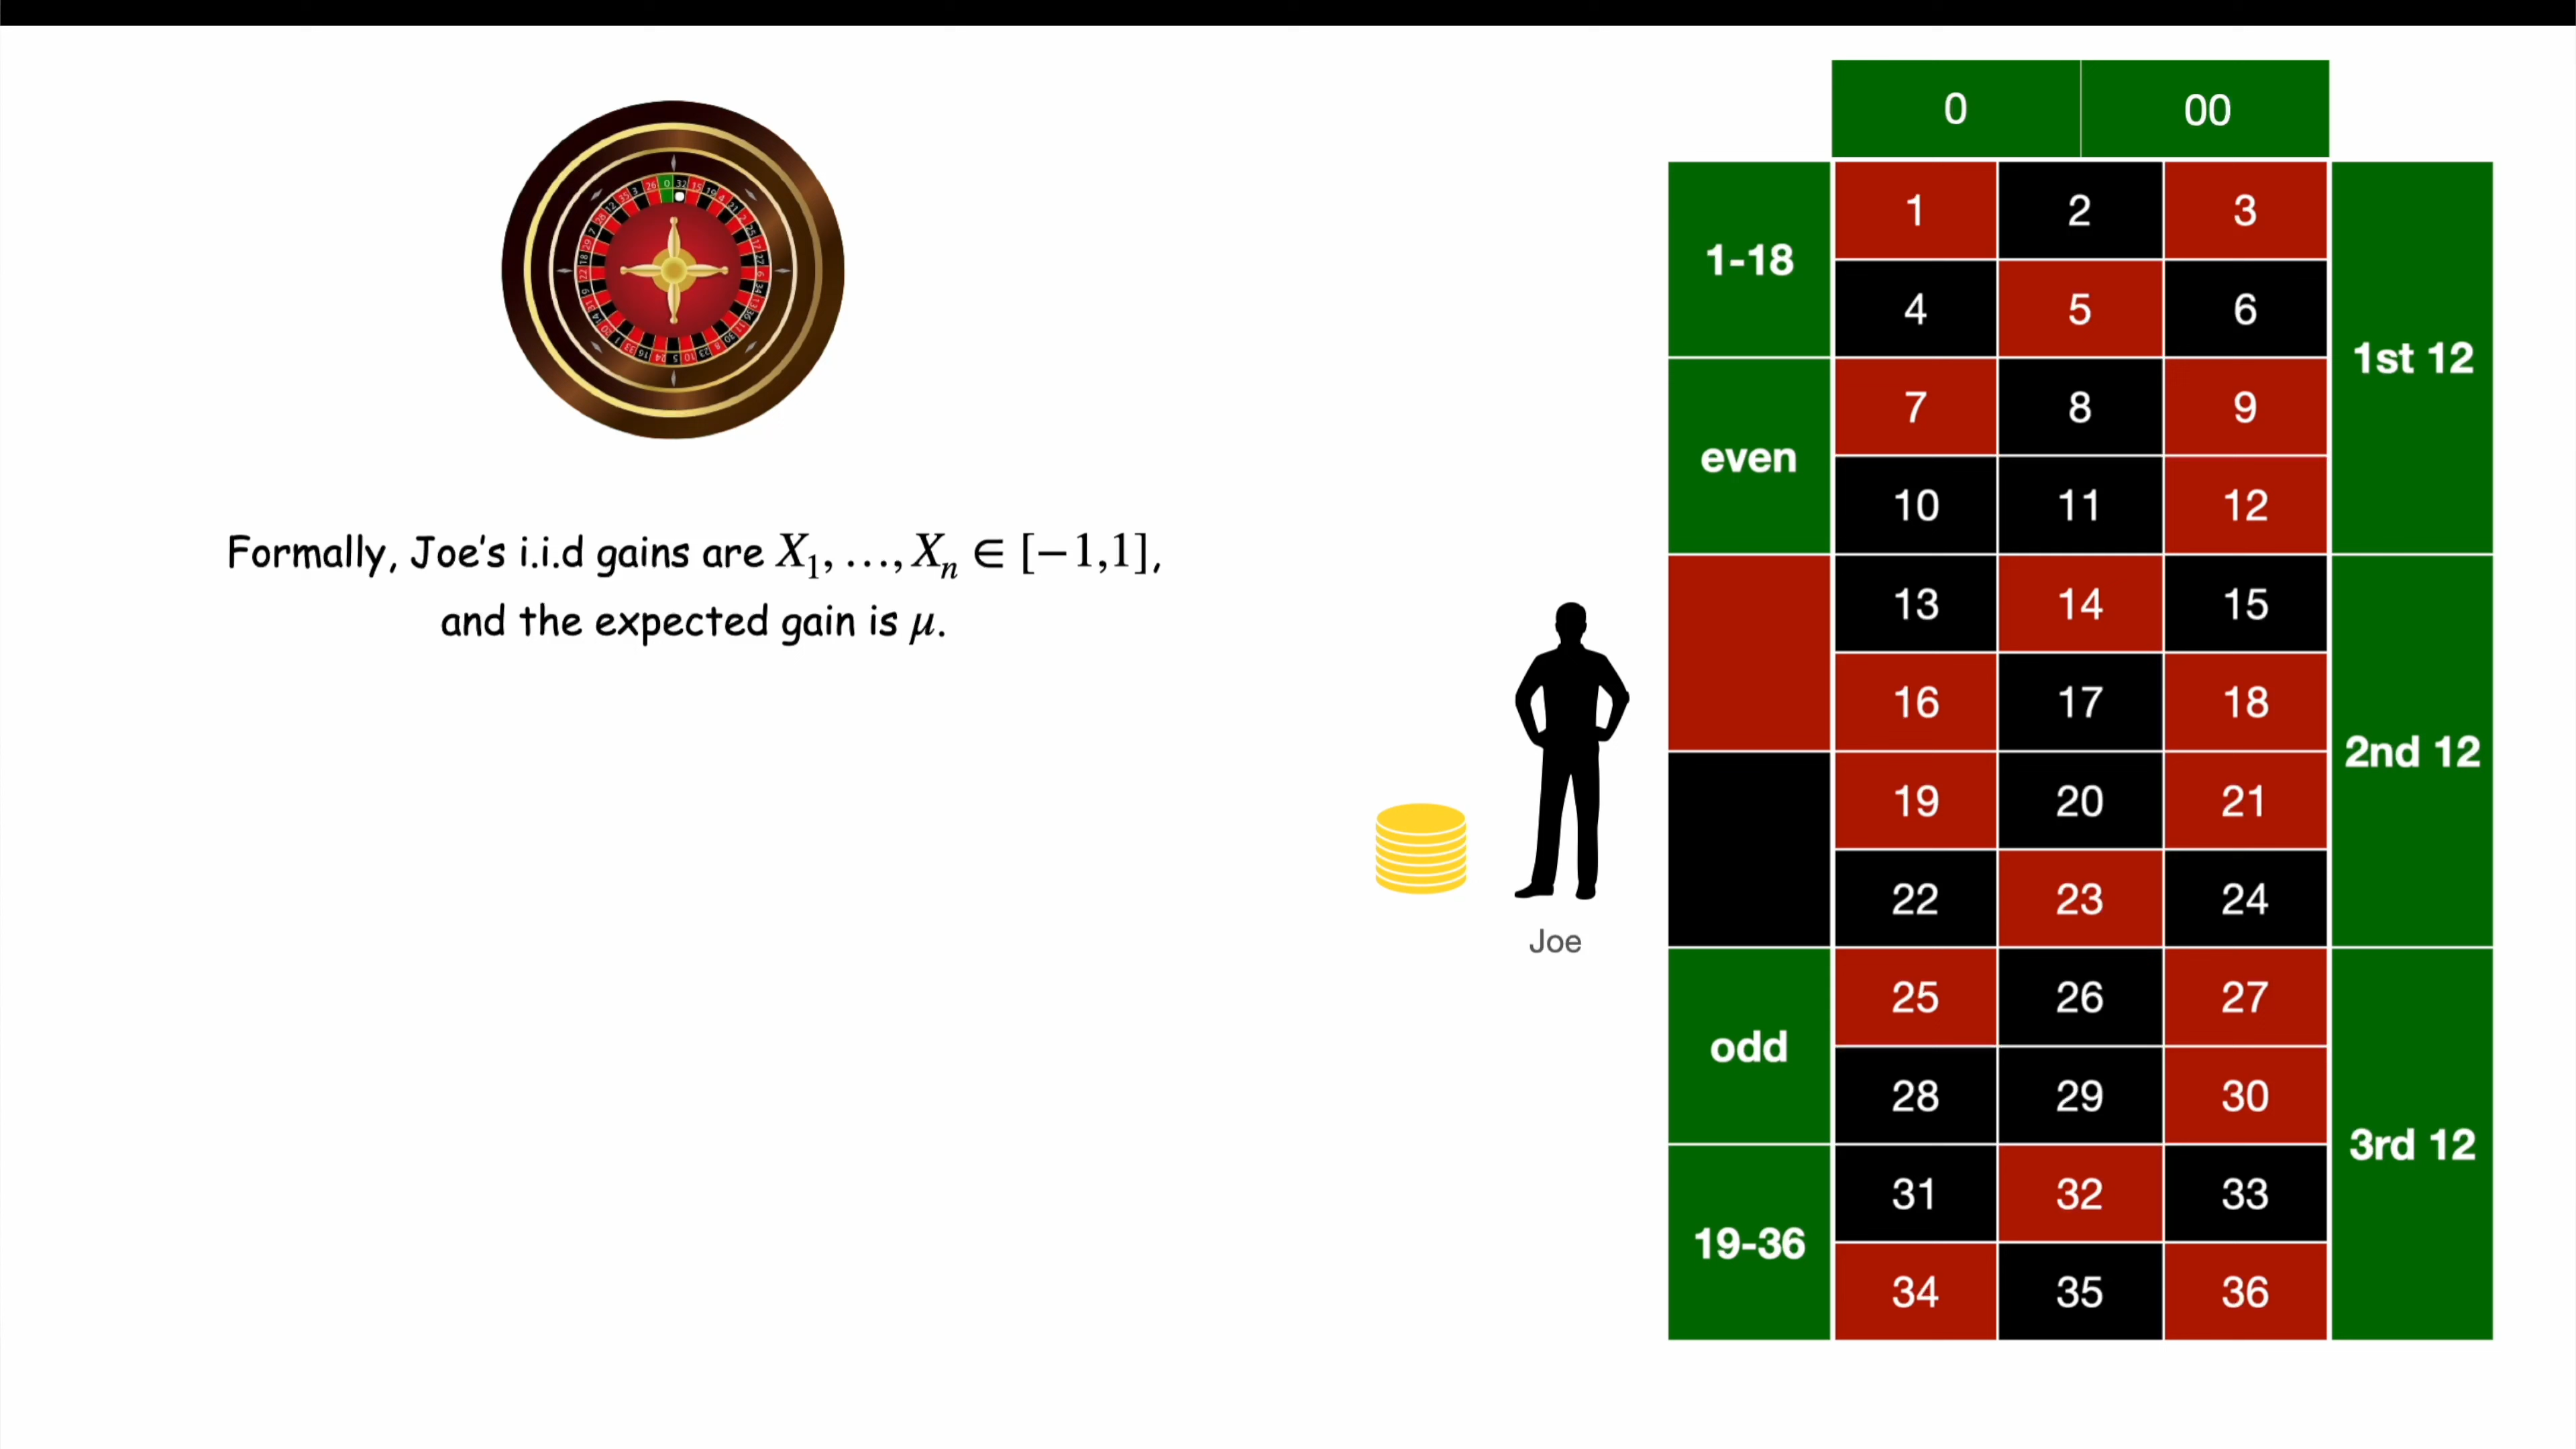 Formally, Joe's i.i.d gains are X₁, …, Xₙ ∈ [−1,1],
and the expected gain is μ.
Joe
0 00
1-18
even
odd
19-36
1 2 3
4 5 6
7 8 9
10 11 12
13 14 15
16 17 18
19 20 21
22 23 24
25 26 27
28 29 30
31 32 33
34 35 36
1st 12
2nd 12
3rd 12